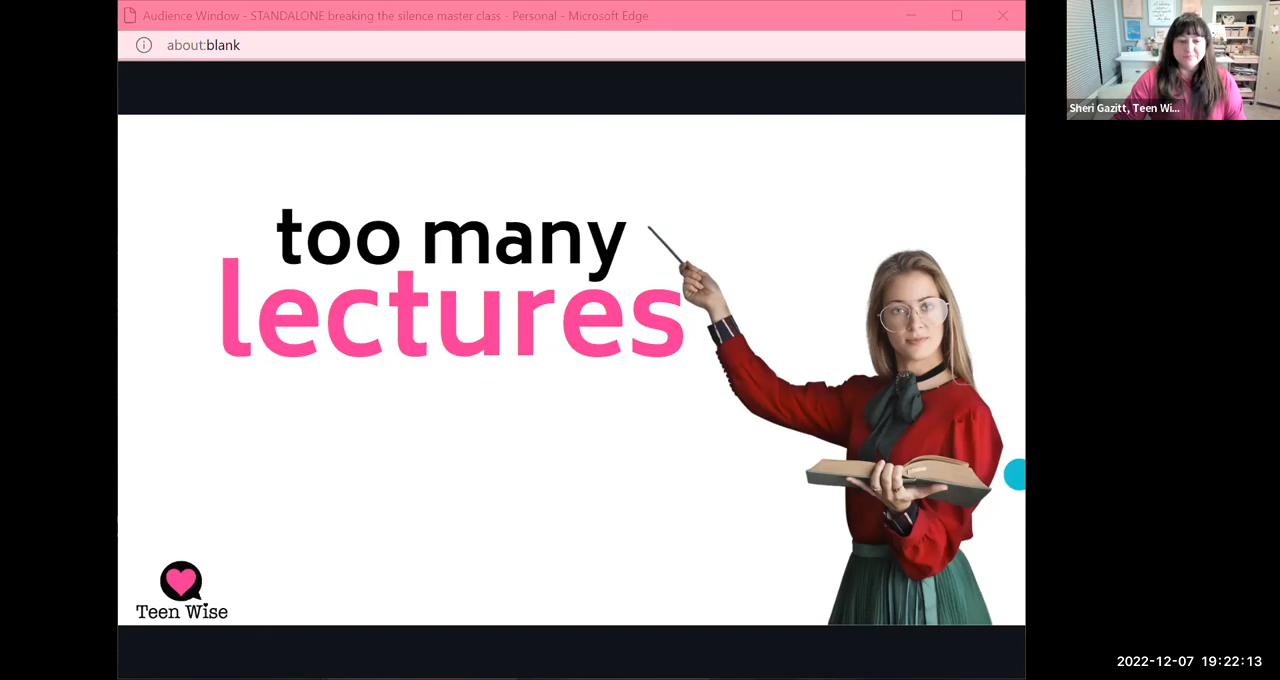 Audience Window - STANDALONE breaking the silence master class - Personal - Microsoft Edge
about:blank
Sheri Gazitt, Teen Wi...
too many
lectures
Teen Wise
2022-12-07 19:22:13